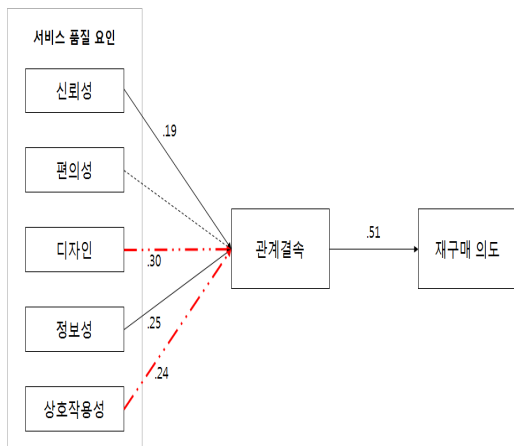 서비스 품질 요인
신뢰성
.19
편의성
디자인
.30
관계결속
.51
재구매 의도
정보성
.25
.24
상호작용성